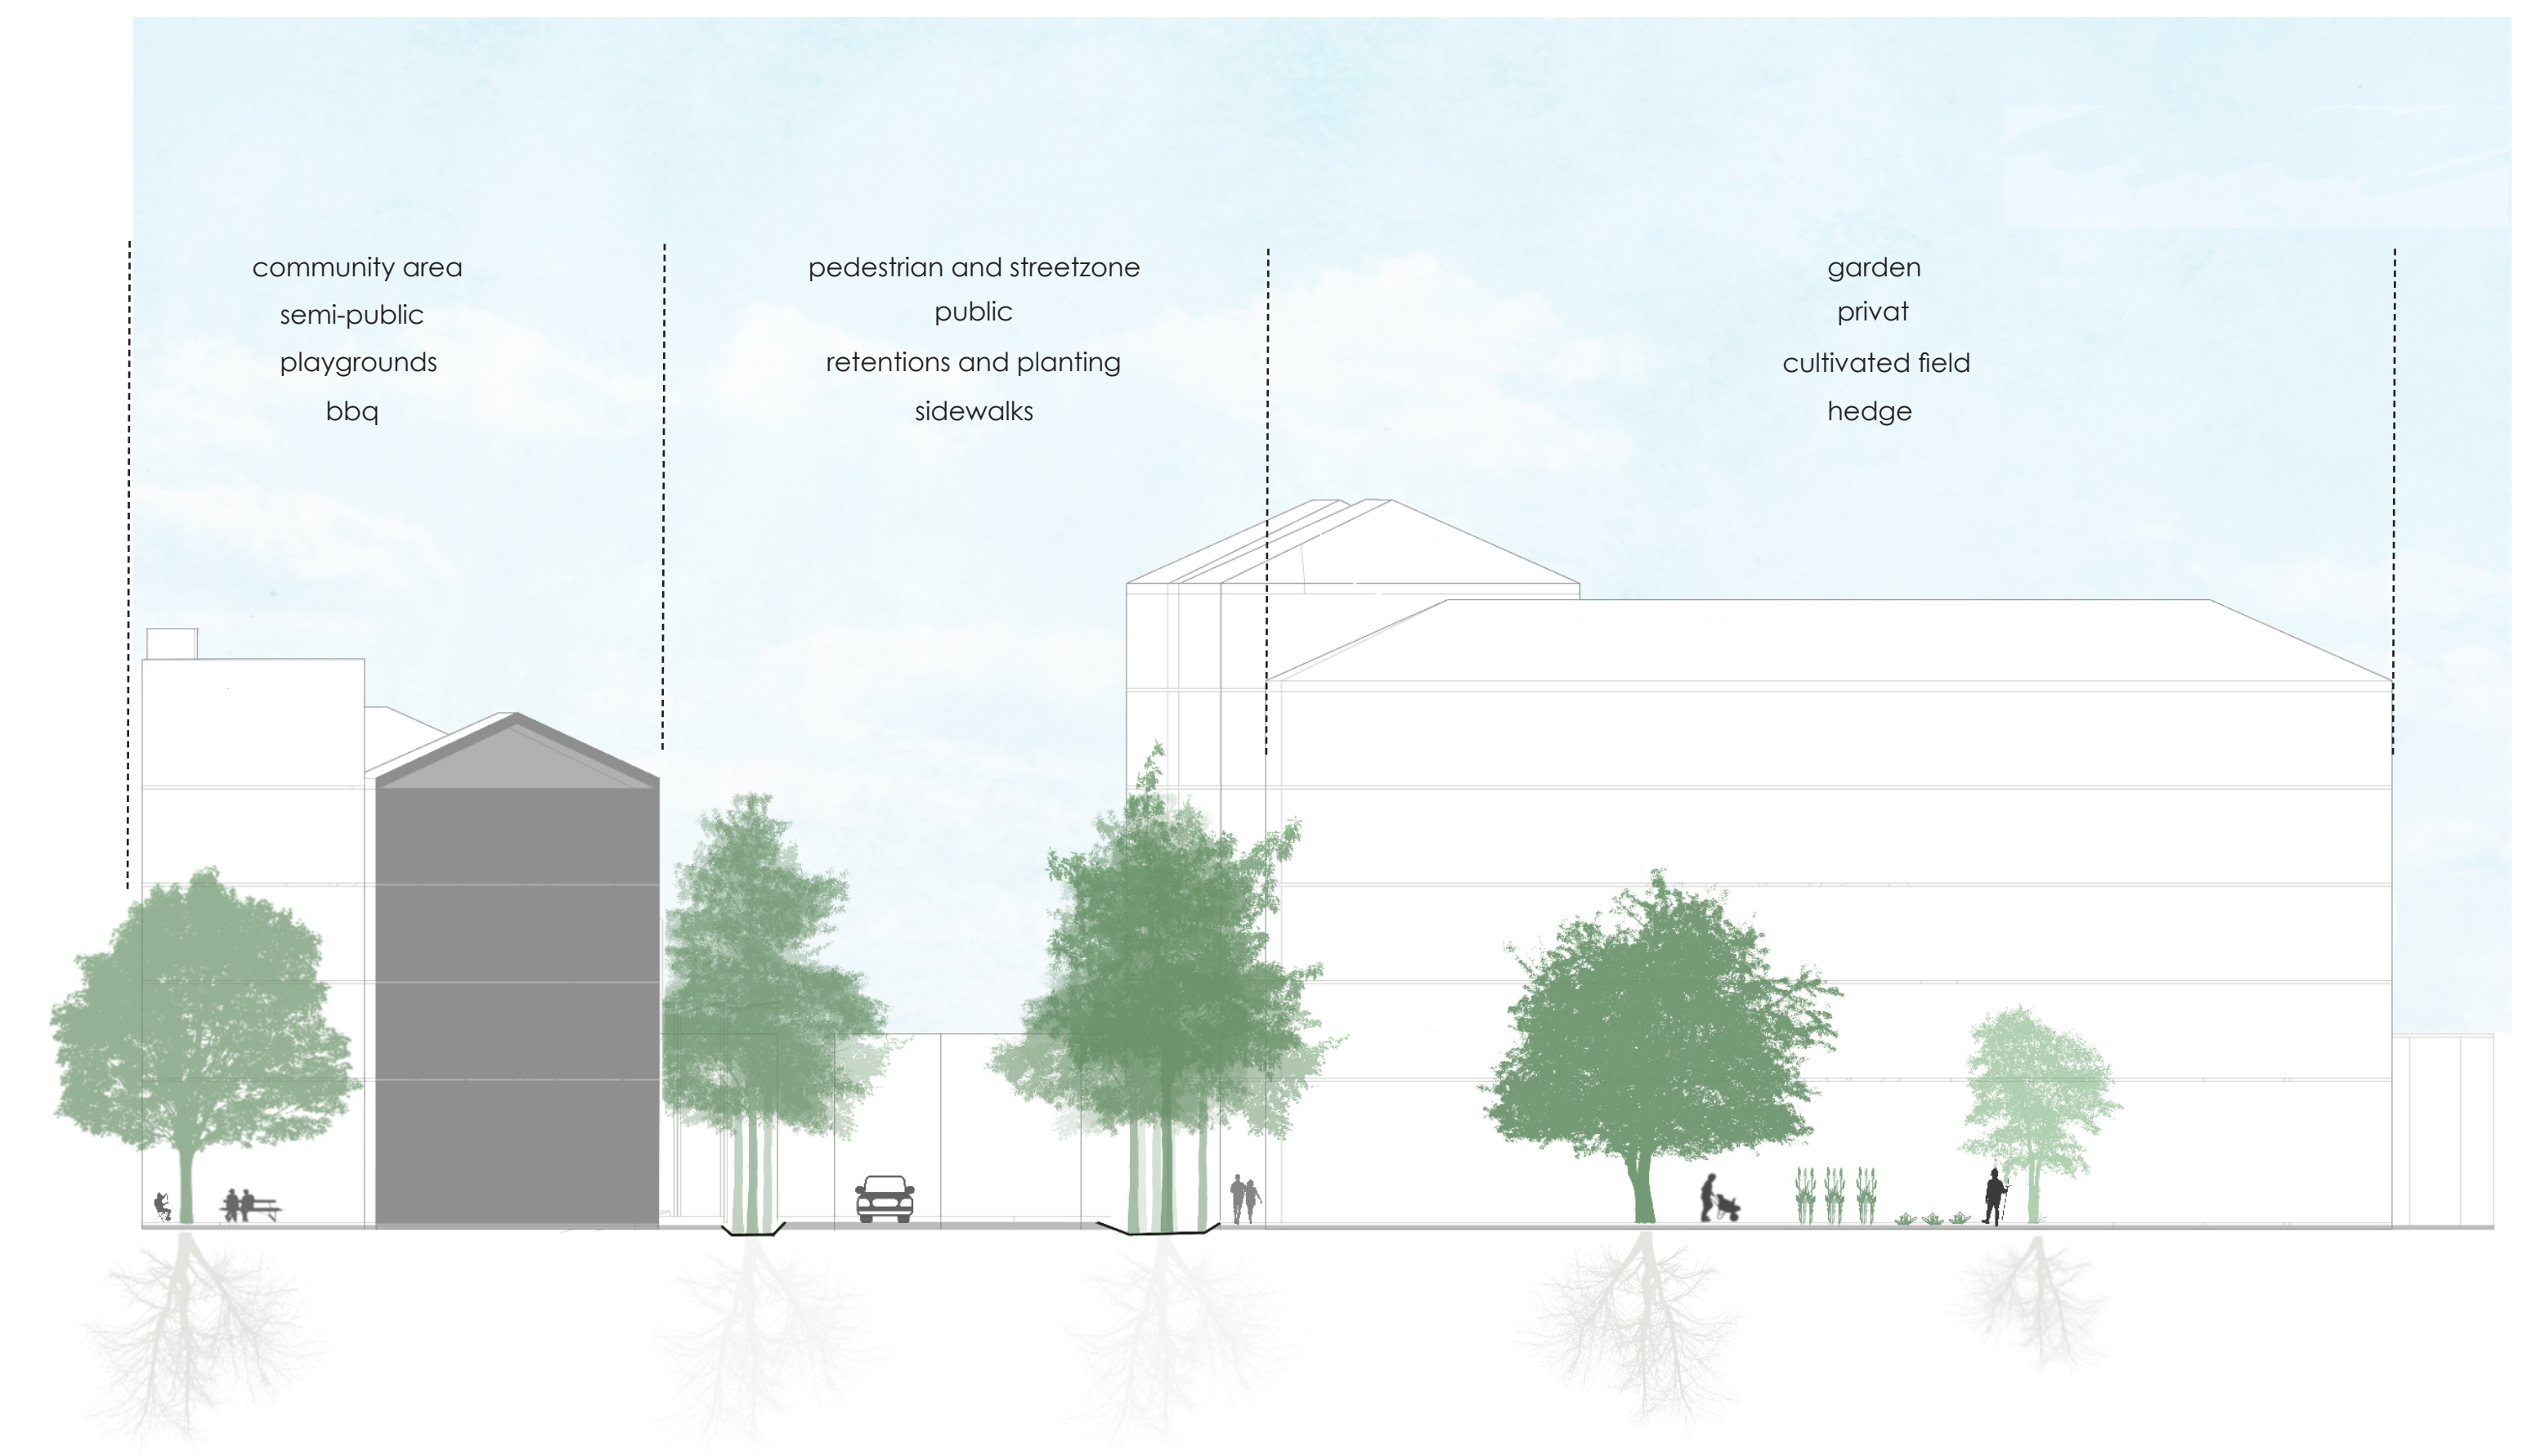 community area
semi-public
playgrounds
bbq
pedestrian and streetzone
public
retentions and planting
sidewalks
garden
privat
cultivated field
hedge